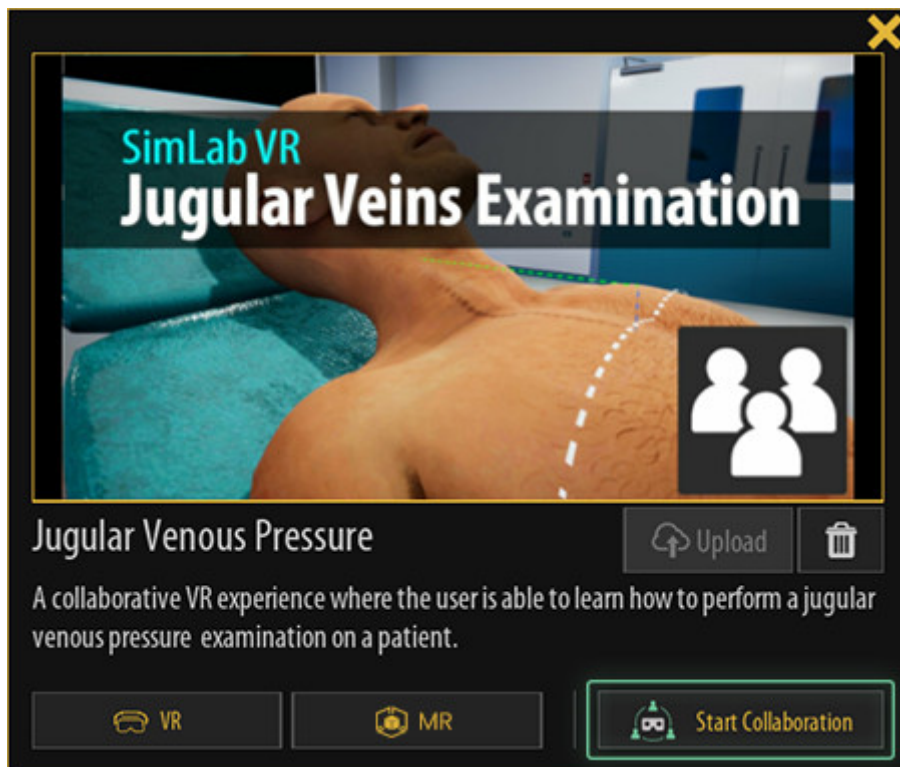 SimLab VR
Jugular Veins Examination
Jugular Venous Pressure
Upload
A collaborative VR experience where the user is able to learn how to perform a jugular
venous pressure examination on a patient.
VR
MR
Start Collaboration